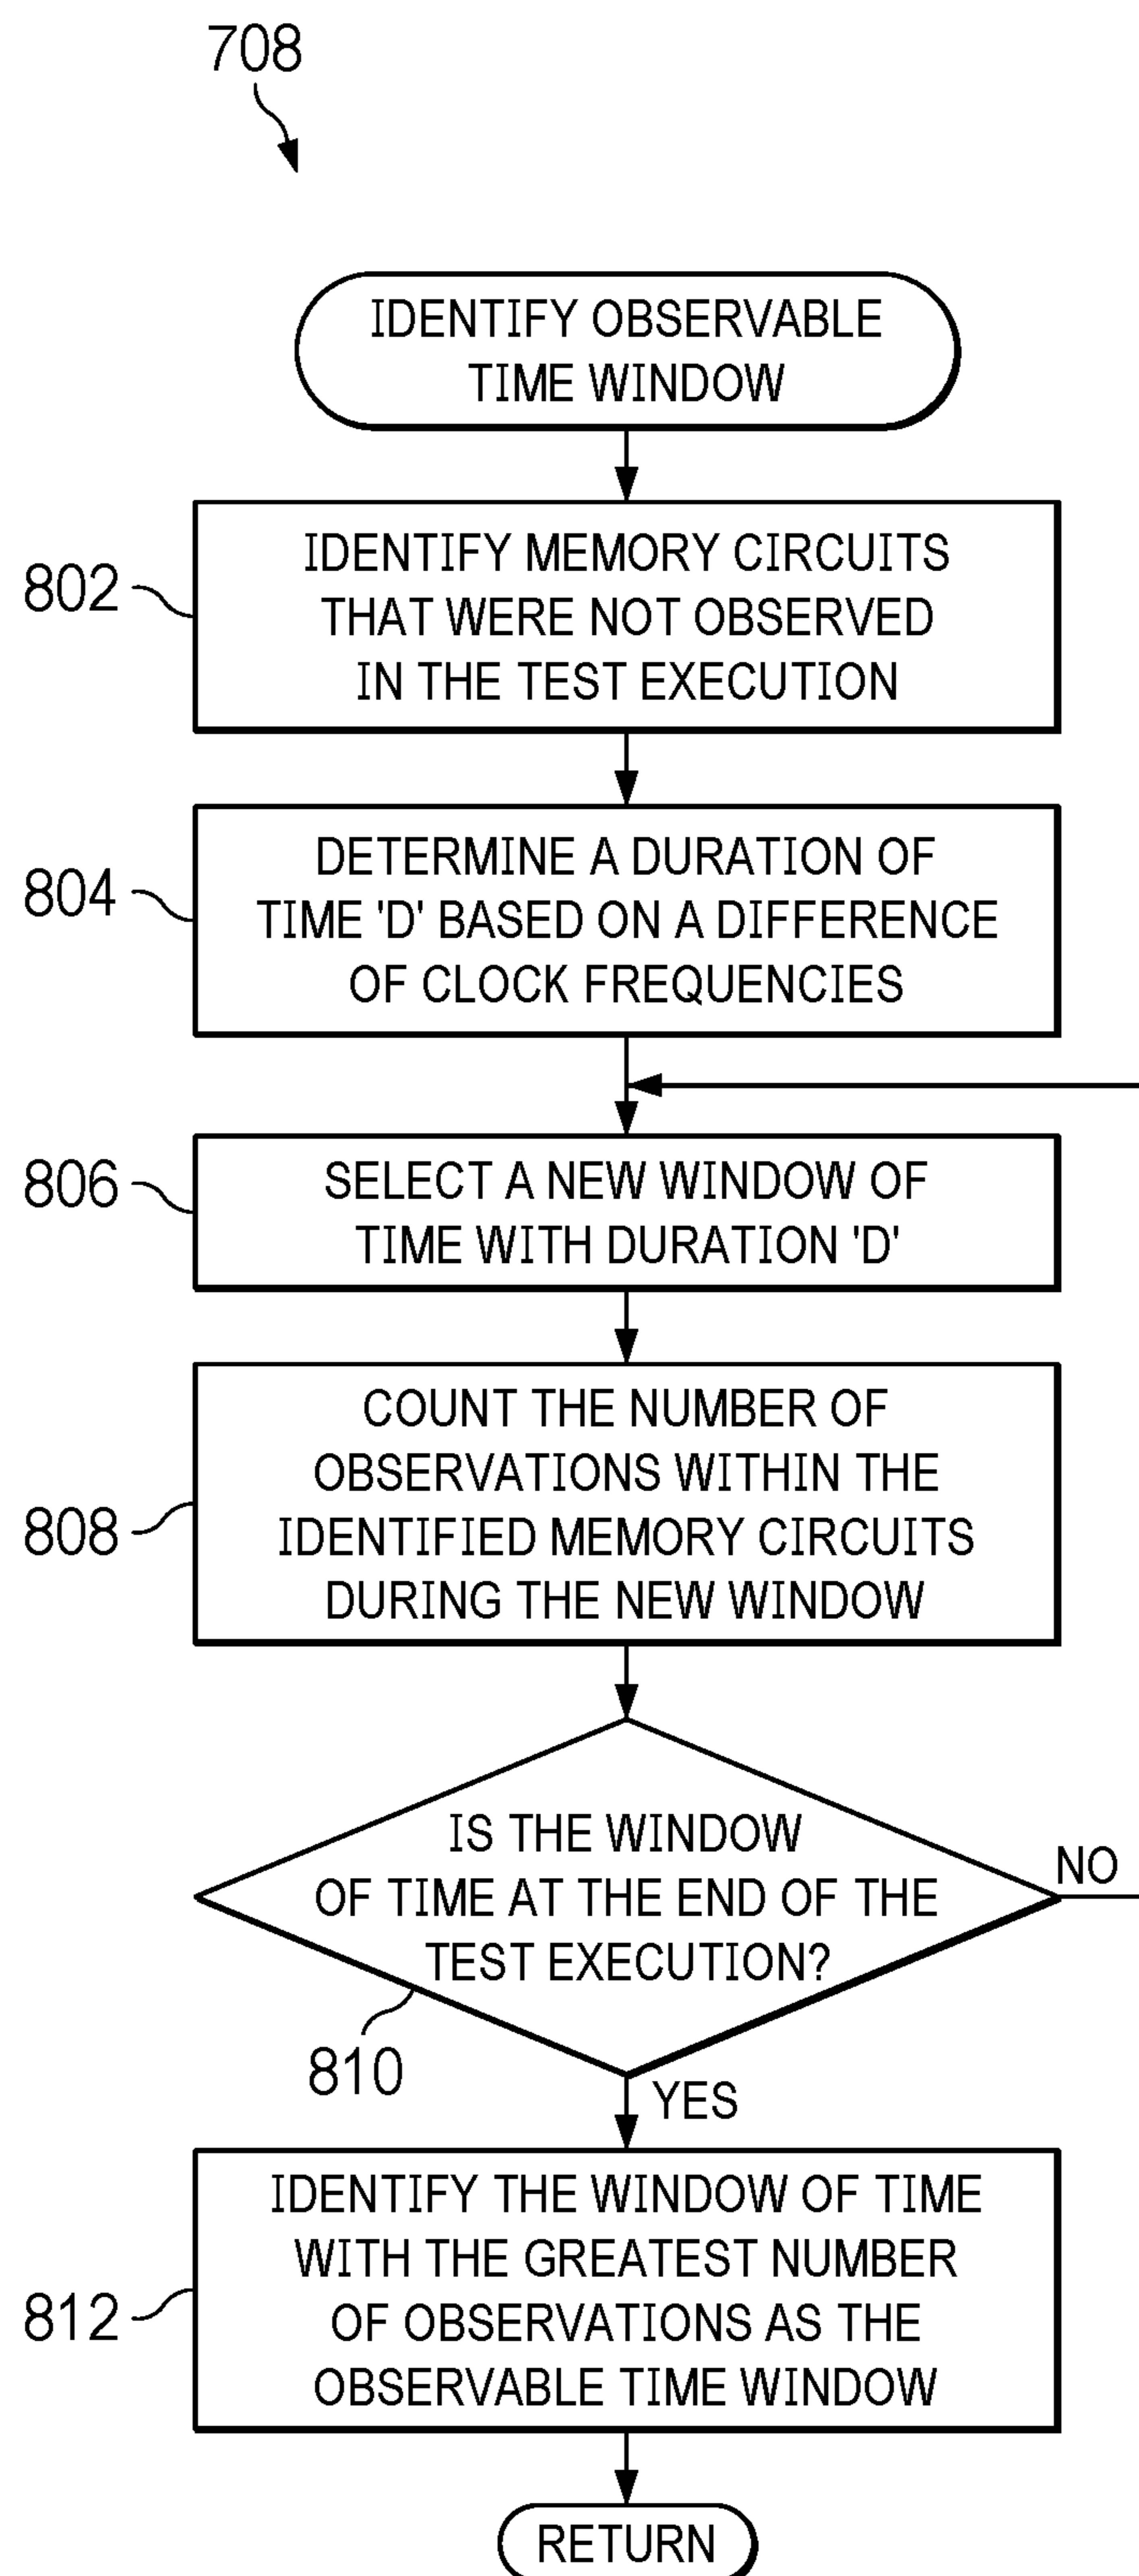 708
IDENTIFY OBSERVABLE
TIME WINDOW
802
IDENTIFY MEMORY CIRCUITS
THAT WERE NOT OBSERVED
IN THE TEST EXECUTION
804
DETERMINE A DURATION OF
TIME 'D' BASED ON A DIFFERENCE
OF CLOCK FREQUENCIES
806
SELECT A NEW WINDOW OF
TIME WITH DURATION 'D'
808
COUNT THE NUMBER OF
OBSERVATIONS WITHIN THE
IDENTIFIED MEMORY CIRCUITS
DURING THE NEW WINDOW
IS THE WINDOW
OF TIME AT THE END OF THE
TEST EXECUTION?
NO
810
YES
812
IDENTIFY THE WINDOW OF TIME
WITH THE GREATEST NUMBER
OF OBSERVATIONS AS THE
OBSERVABLE TIME WINDOW
RETURN